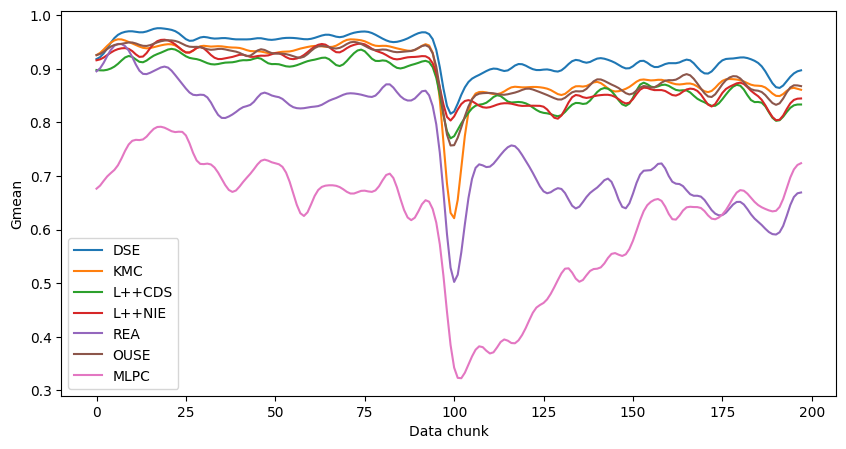 1.0
0.9
0.8
0.7
0.6
0.5
0.4
0.3
Gmean
DSE
KMC
L++CDS
L++NIE
REA
OUSE
MLPC
0 25 50 75 100 125 150 175 200
Data chunk